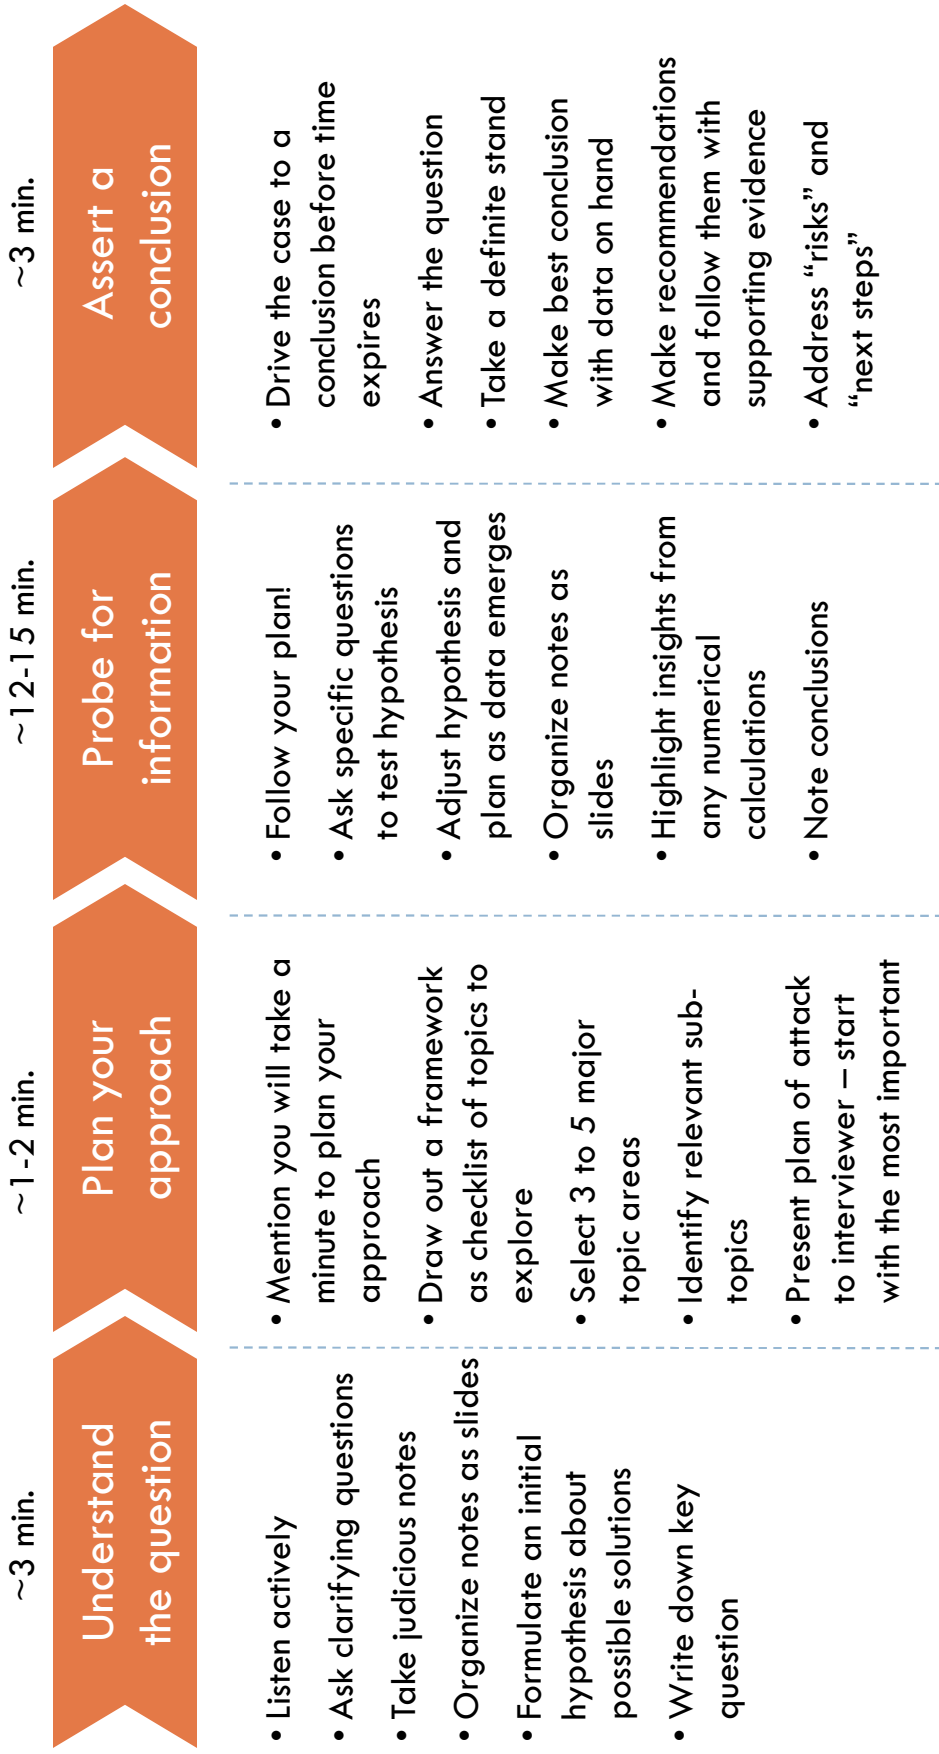 ~3 min.
Understand
the question
• Listen actively
• Ask clarifying questions
• Take judicious notes
• Organize notes as slides
• Formulate an initial
hypothesis about
possible solutions
• Write down key
question
~1-2 min.
Plan your
approach
• Mention you will take a
minute to plan your
approach
• Draw out a framework
as checklist of topics to
explore
• Select 3 to 5 major
topic areas
• Identify relevant sub-
topics
• Present plan of attack
to interviewer – start
with the most important
~12-15 min.
Probe for
information
• Follow your plan!
• Ask specific questions
to test hypothesis
• Adjust hypothesis and
plan as data emerges
• Organize notes as
slides
• Highlight insights from
any numerical
calculations
• Note conclusions
~3 min.
Assert a
conclusion
• Drive the case to a
conclusion before time
expires
• Answer the question
• Take a definite stand
• Make best conclusion
with data on hand
• Make recommendations
and follow them with
supporting evidence
• Address “risks” and
“next steps”